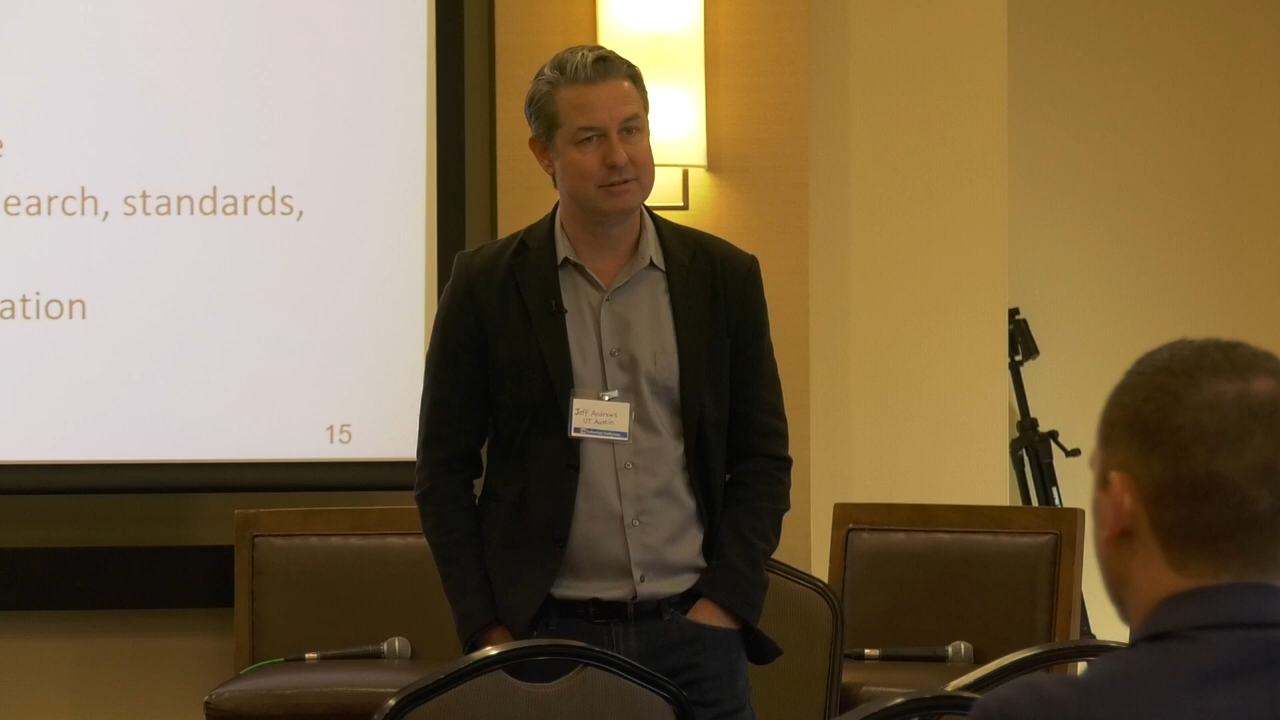 e
earch, standards,
ation
15
Jeff Andrews
UT Austin